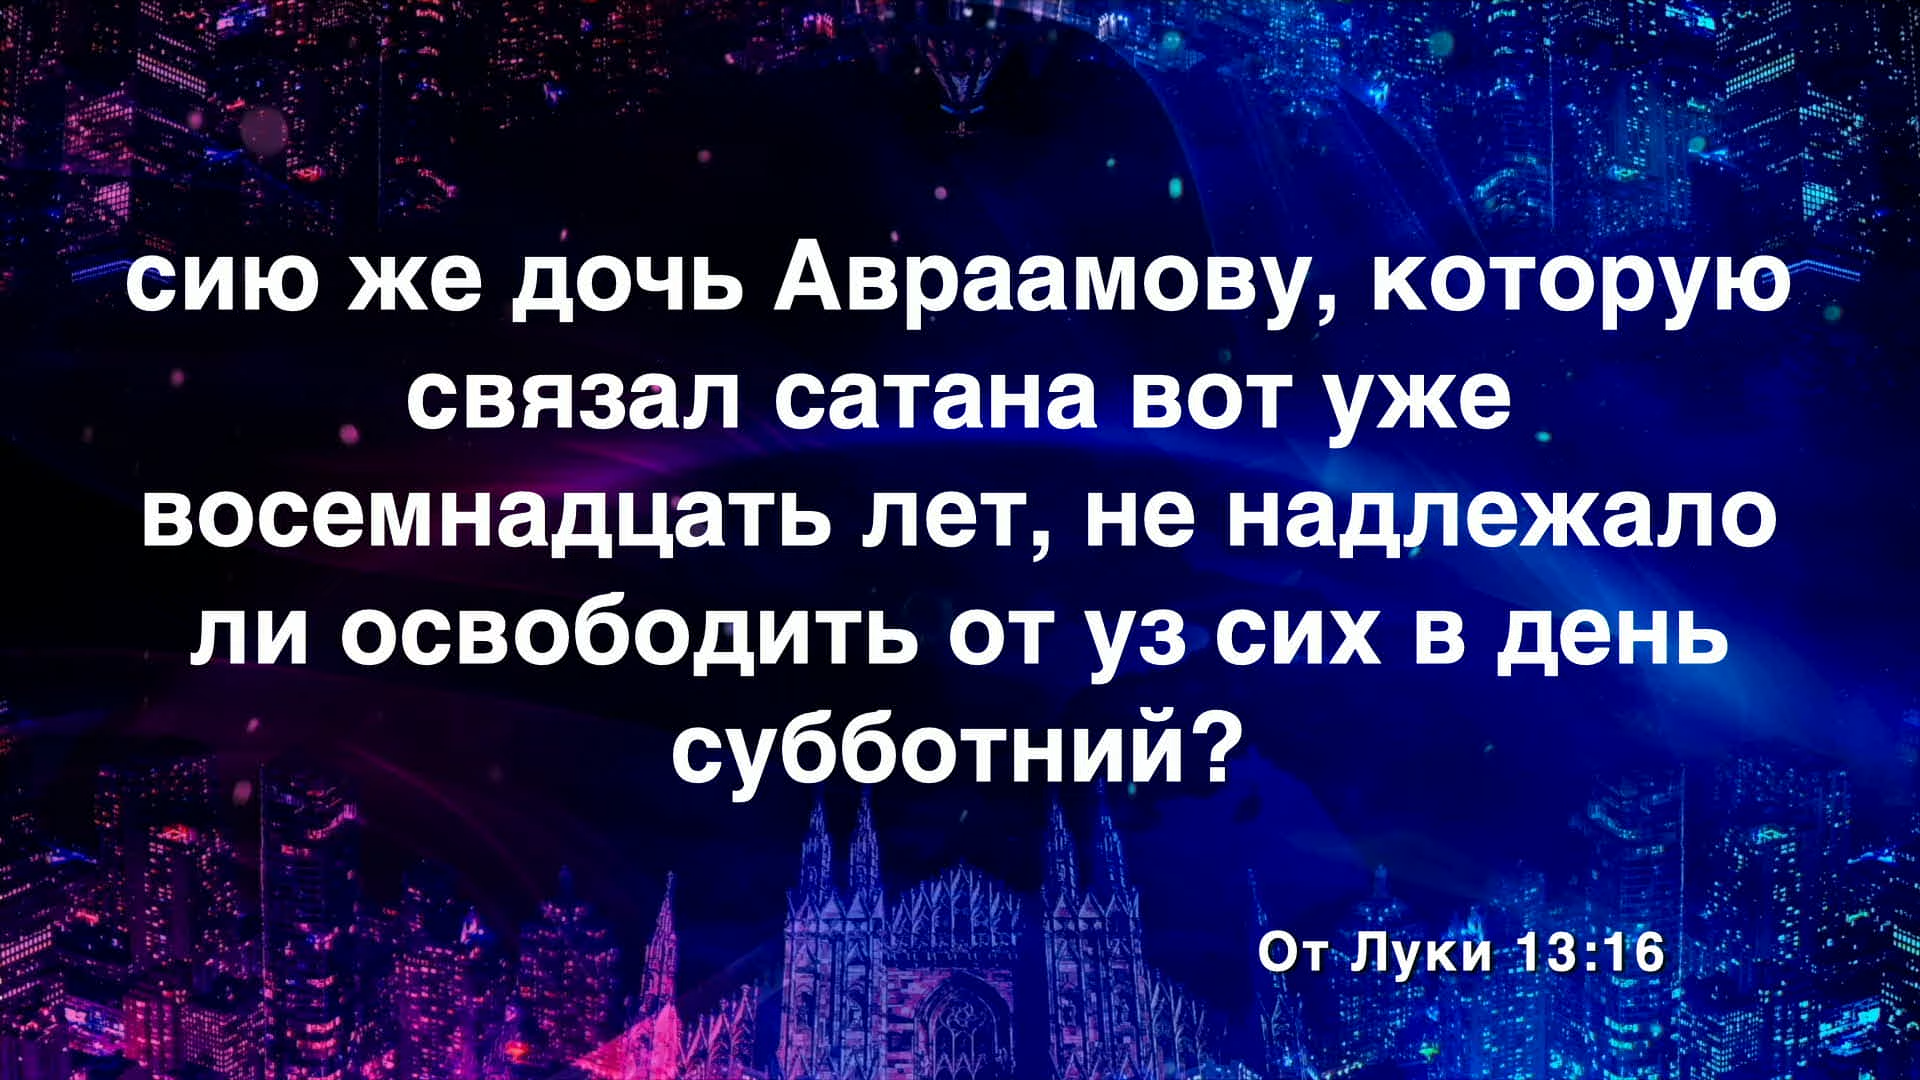 сию же дочь Авраамову, которую
связал сатана вот уже
восемнадцать лет, не надлежало
ли освободить от уз сих в день
субботний?
От Луки 13:16